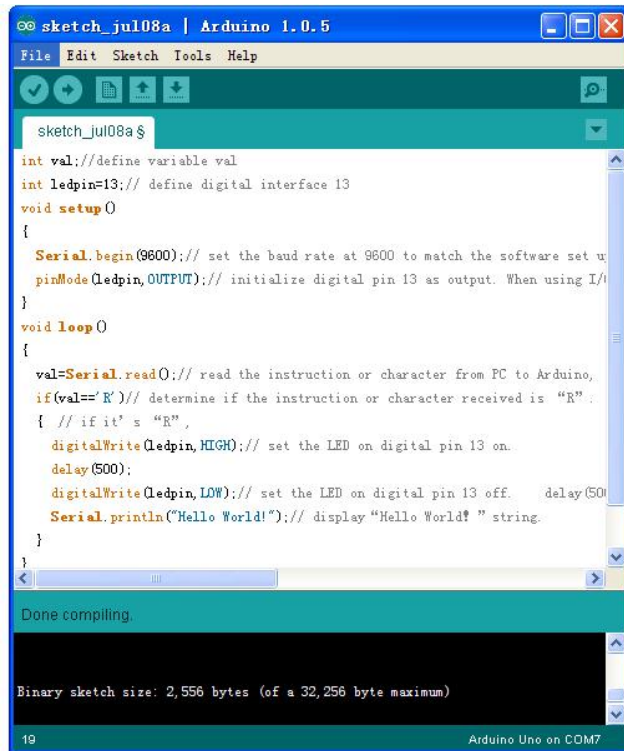 sketch_jul08a | Arduino 1.0.5
File Edit Sketch Tools Help
sketch_jul08a §
int val;//define variable val
int ledpin=13;// define digital interface 13
void setup()
{
Serial.begin(9600);// set the baud rate at 9600 to match the software set
pinMode(ledpin,OUTPUT);// initialize digital pin 13 as output. When using
}
void loop()
{
val=Serial.read();// read the instruction or character from PC to Arduino,
if(val=='R')// determine if the instruction or character received is “R”.
{ // if it’s “R”,
digitalWrite(ledpin,HIGH);// set the LED on digital pin 13 on.
delay(500);
digitalWrite(ledpin,LOW);// set the LED on digital pin 13 off. delay(50
Serial.println("Hello World!");// display “Hello World! ” string.
}
}
Done compiling.
Binary sketch size: 2,556 bytes (of a 32,256 byte maximum)
19 Arduino Uno on COM7